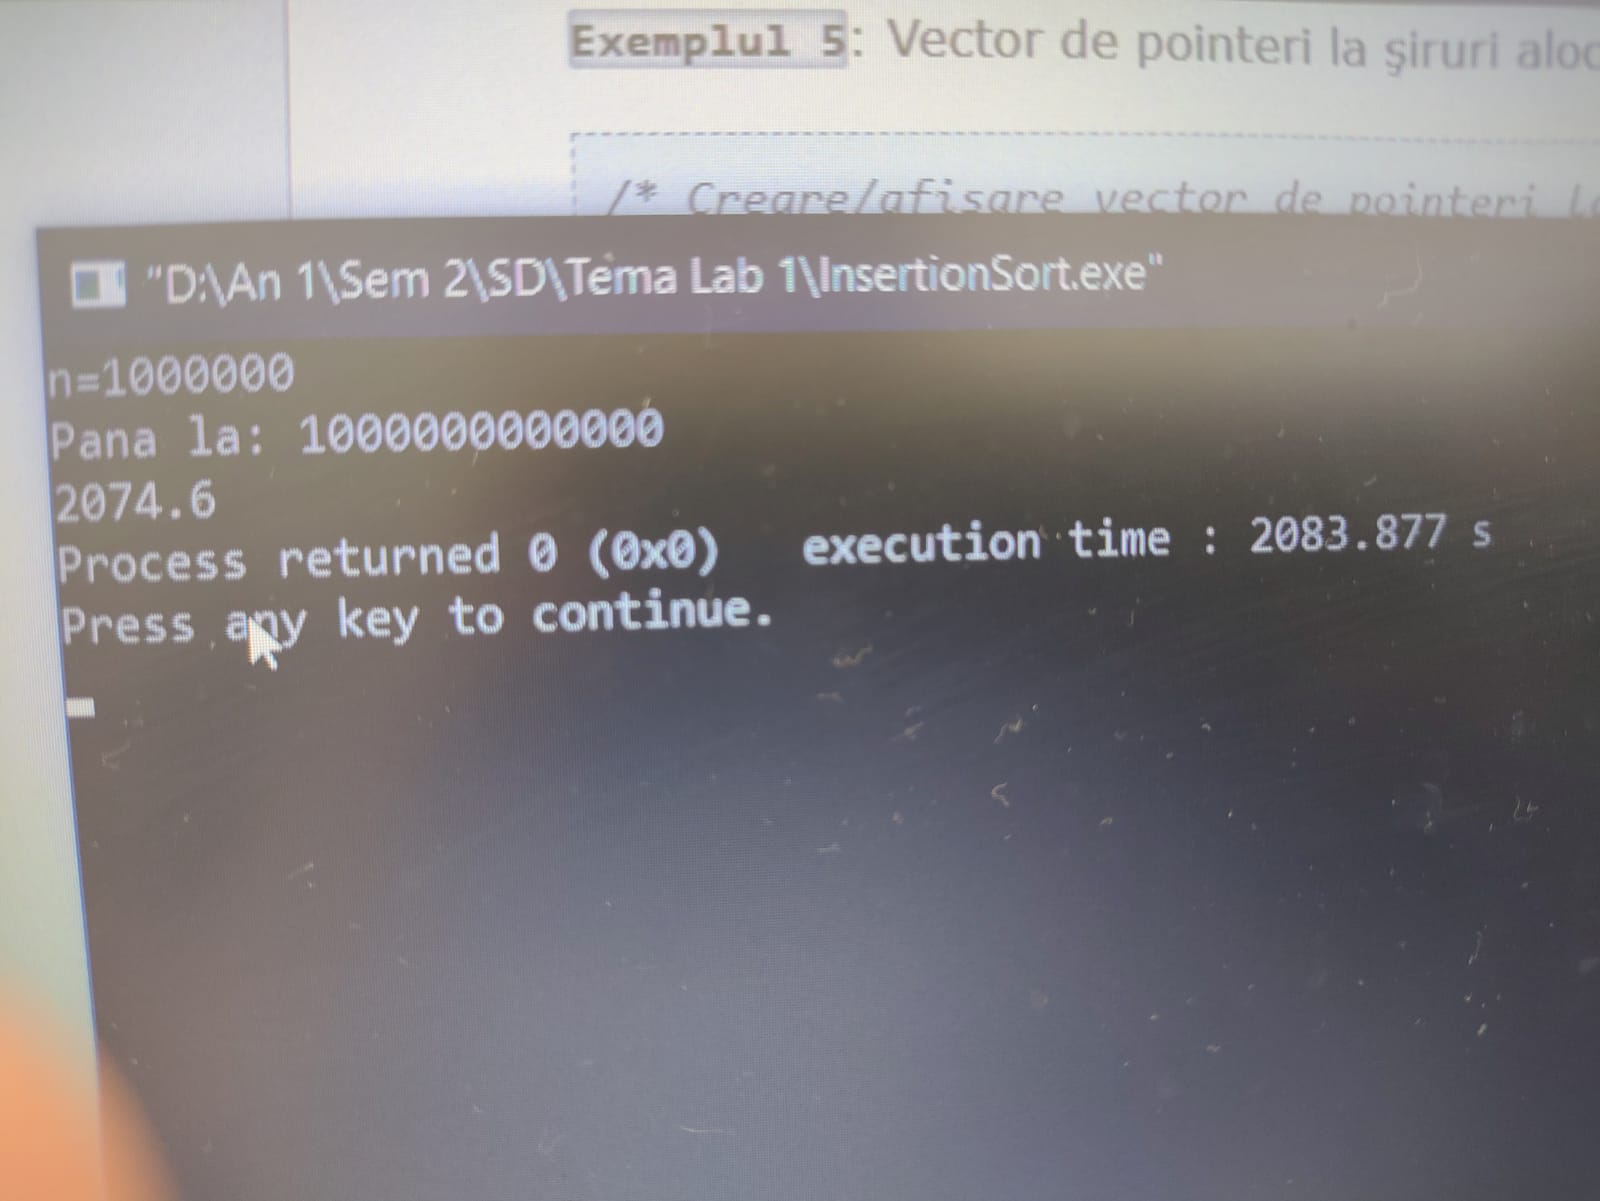 Exemplul 5: Vector de pointeri la şiruri
/* Creare/afisare vector de pointeri
"D:\An 1\Sem 2\SD\Tema Lab 1\InsertionSort.exe"
n=1000000
Pana la: 1000000000000
2074.6
Process returned 0 (0x0) execution time : 2083.877 s
Press any key to continue.